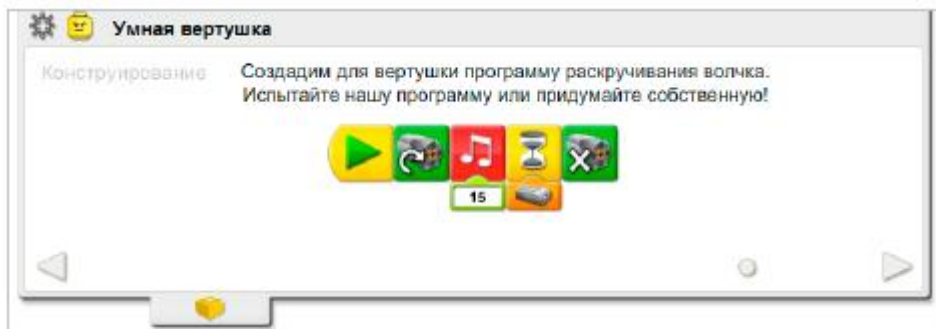 Умная вертушка
Конструирование
Создадим для вертушки программу раскручивания волчка.
Испытайте нашу программу или придумайте собственную!
15